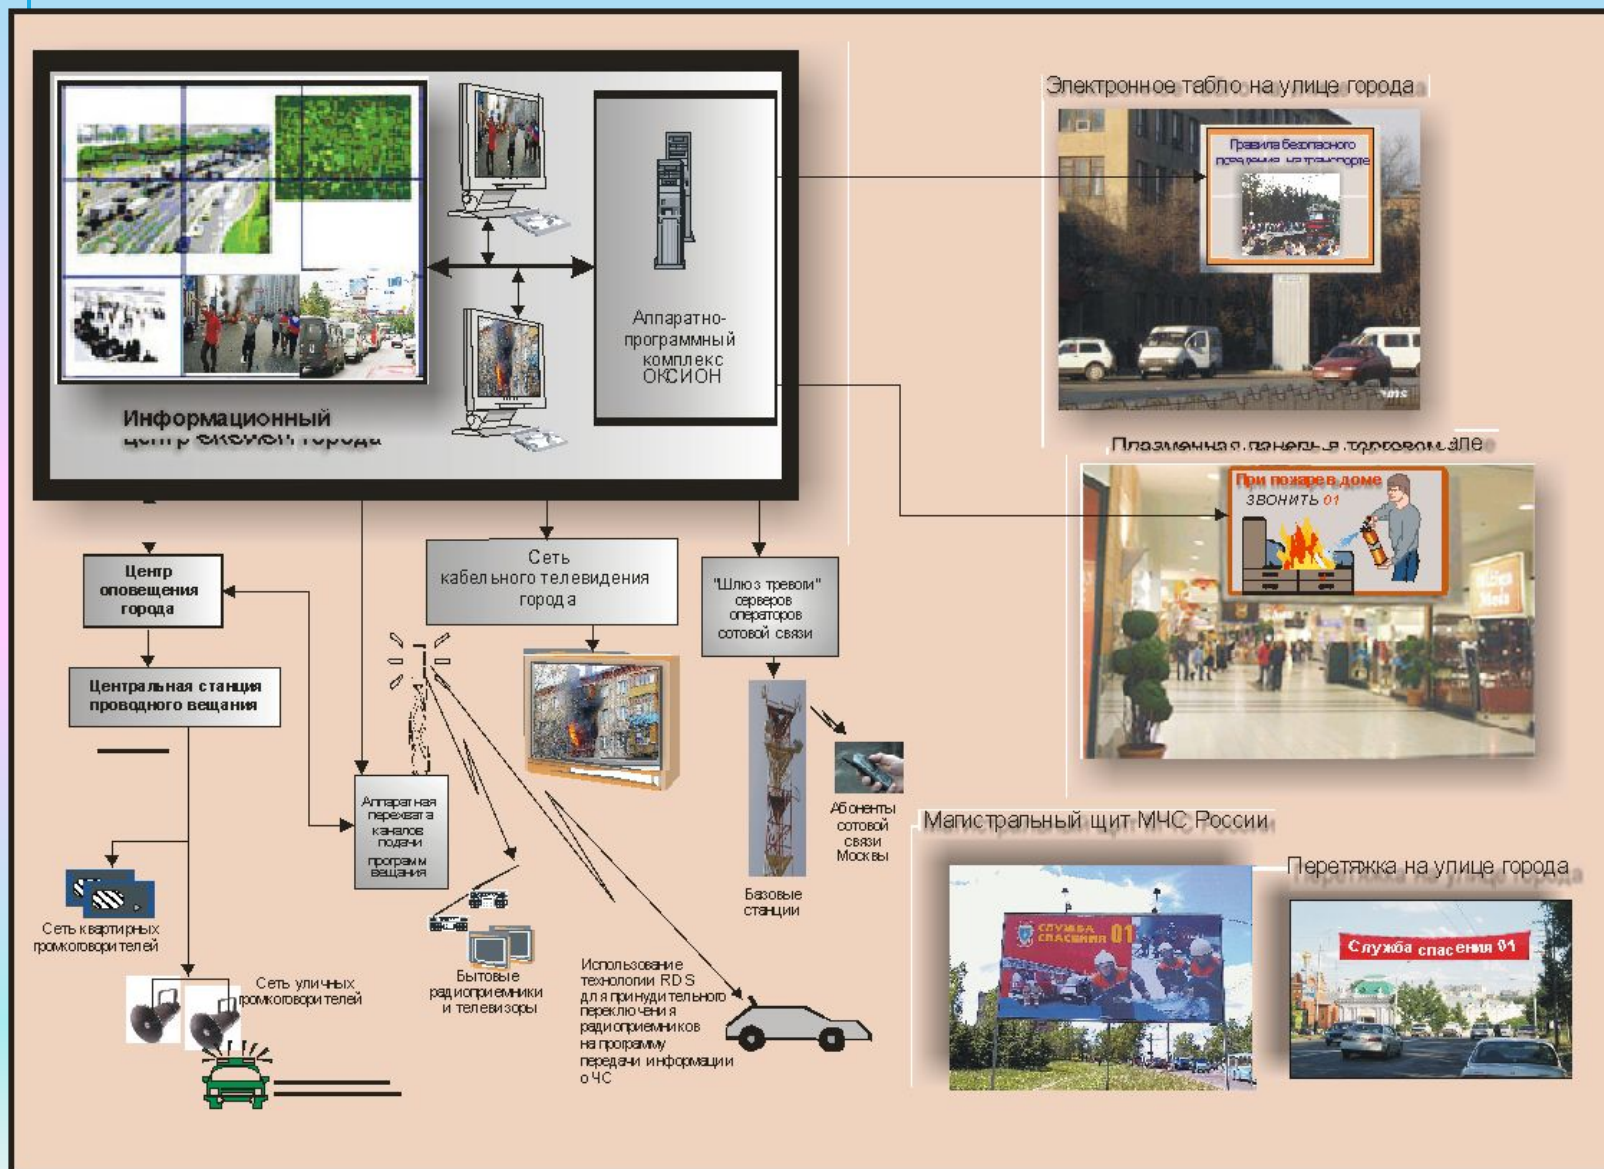 Информационный
центр ОКСИОН города
Аппаратно-
программный
комплекс
ОКСИОН
Электронное табло на улице города
Правила безопасного
поведения на транспорте
Плазменная панель в торговом зале
При пожаре в доме
ЗВОНИТЬ 01
Центр
оповещения
города
Сеть
кабельного телевидения
города
"Шлюз тревоги"
серверов
операторов
сотовой связи
Центральная станция
проводного вещания
Аппаратная
перехвата
каналов
подачи
программ
вещания
Абоненты
сотовой
связи
Москвы
Базовые
станции
Сеть квартирных
громкоговорителей
Сеть уличных
громкоговорителей
Бытовые
радиоприемники
и телевизоры
Использование
технологии RDS
для принудительного
переключения
радиоприемников
на программу
передачи информации
о ЧС
Магистральный щит МЧС России
СЛУЖБА
СПАСЕНИЯ 01
Перетяжка на улице города
Служба спасения 01